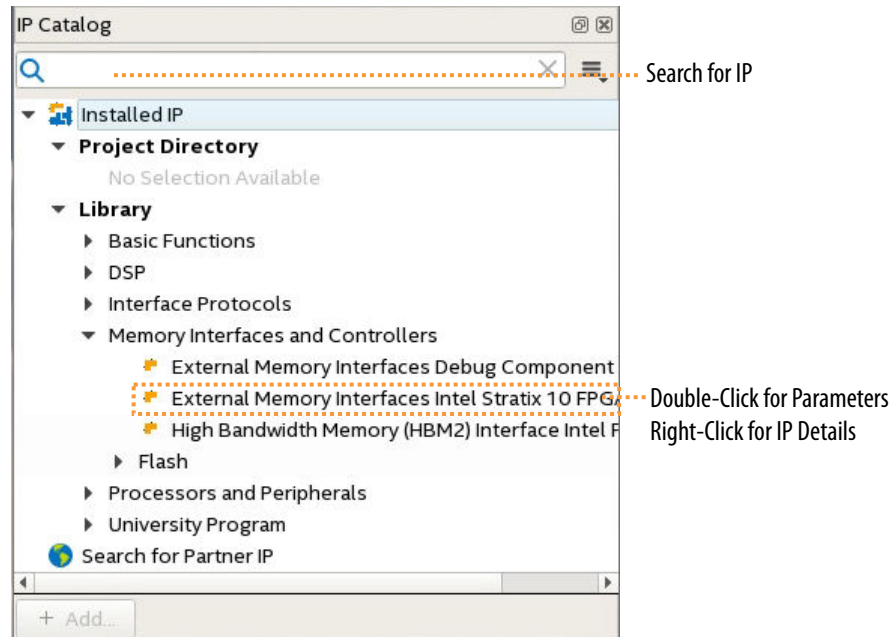 IP Catalog
Search for IP
Installed IP
Project Directory
No Selection Available
Library
Basic Functions
DSP
Interface Protocols
Memory Interfaces and Controllers
External Memory Interfaces Debug Component
External Memory Interfaces Intel Stratix 10 FPGA
Double-Click for Parameters
Right-Click for IP Details
High Bandwidth Memory (HBM2) Interface Intel F
Flash
Processors and Peripherals
University Program
Search for Partner IP
+ Add...